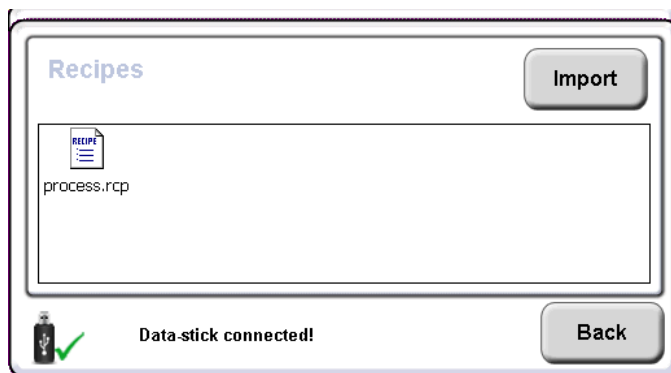 Recipes
Import
RECIPE
process.rcp
Data-stick connected!
Back